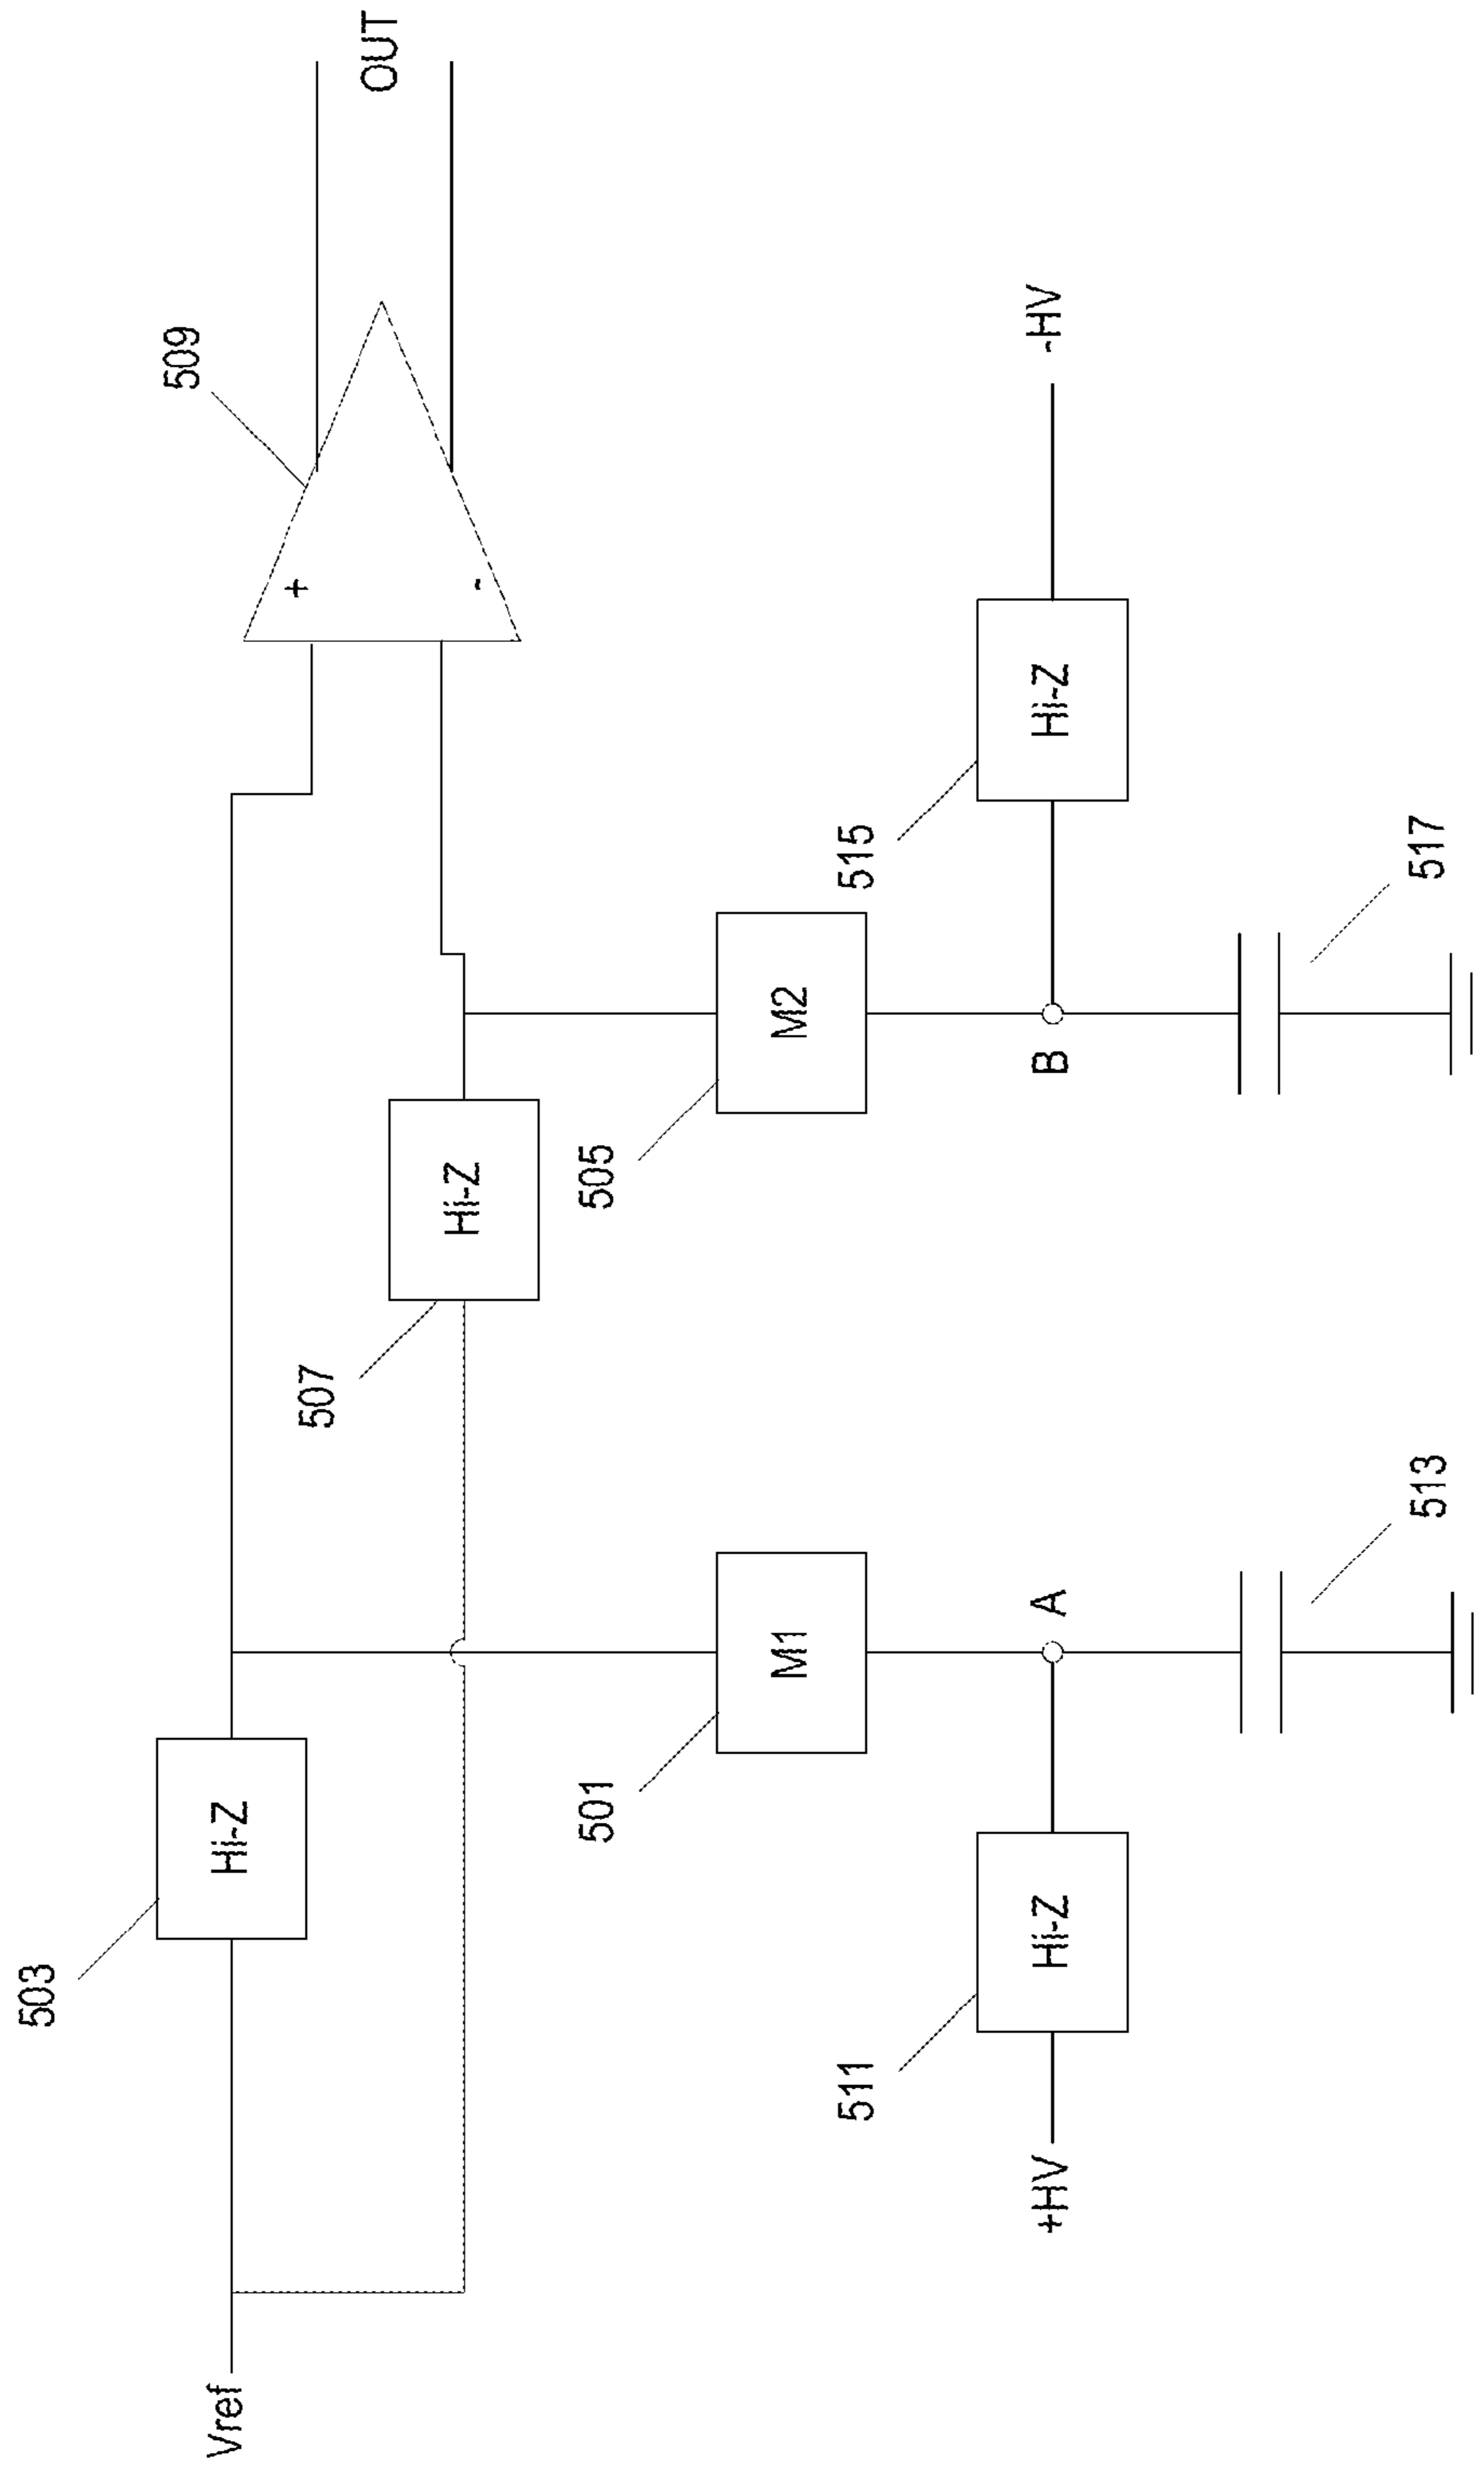 503
Hi-Z
Vref
507
Hi-Z
509
+
-
OUT
501
M1
505
M2
511
+HV
Hi-Z
A
B
515
Hi-Z
-HV
513
517